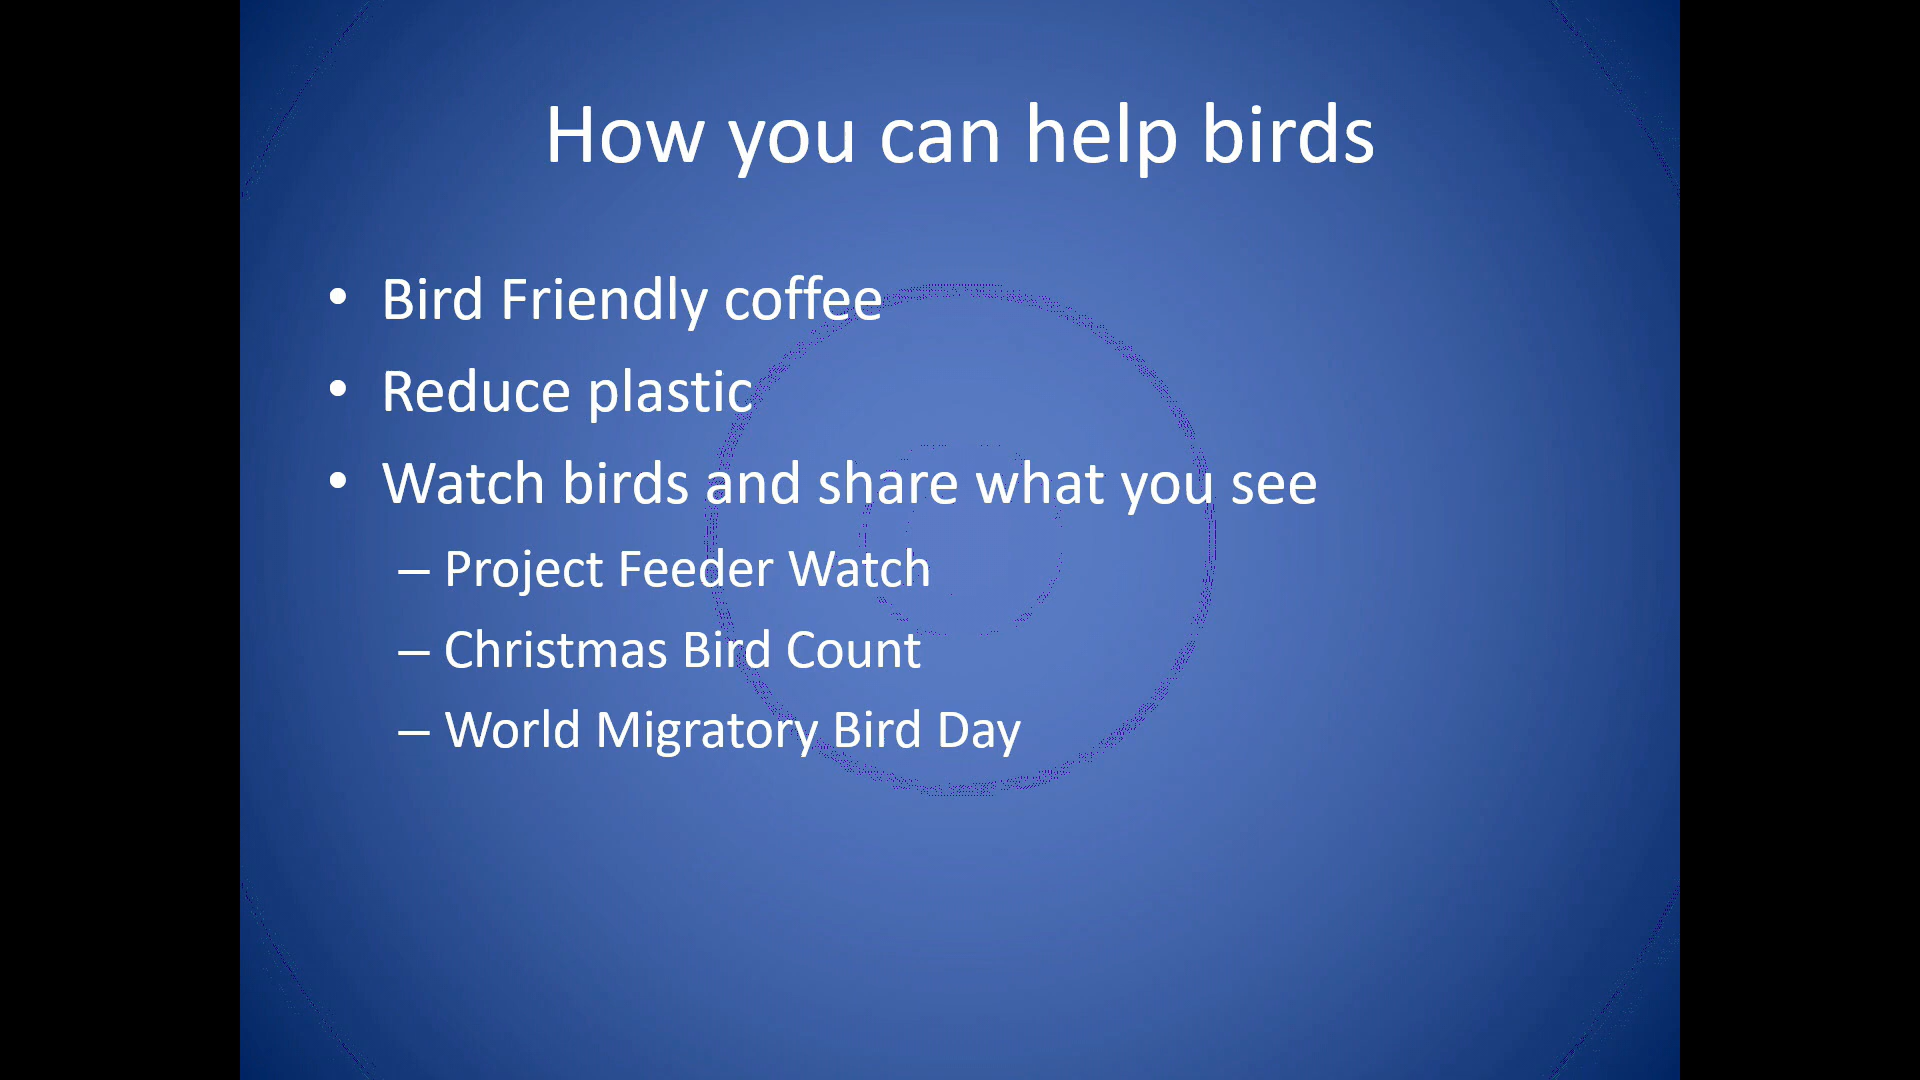 How you can help birds
• Bird Friendly coffee
• Reduce plastic
• Watch birds and share what you see
– Project Feeder Watch
– Christmas Bird Count
– World Migratory Bird Day